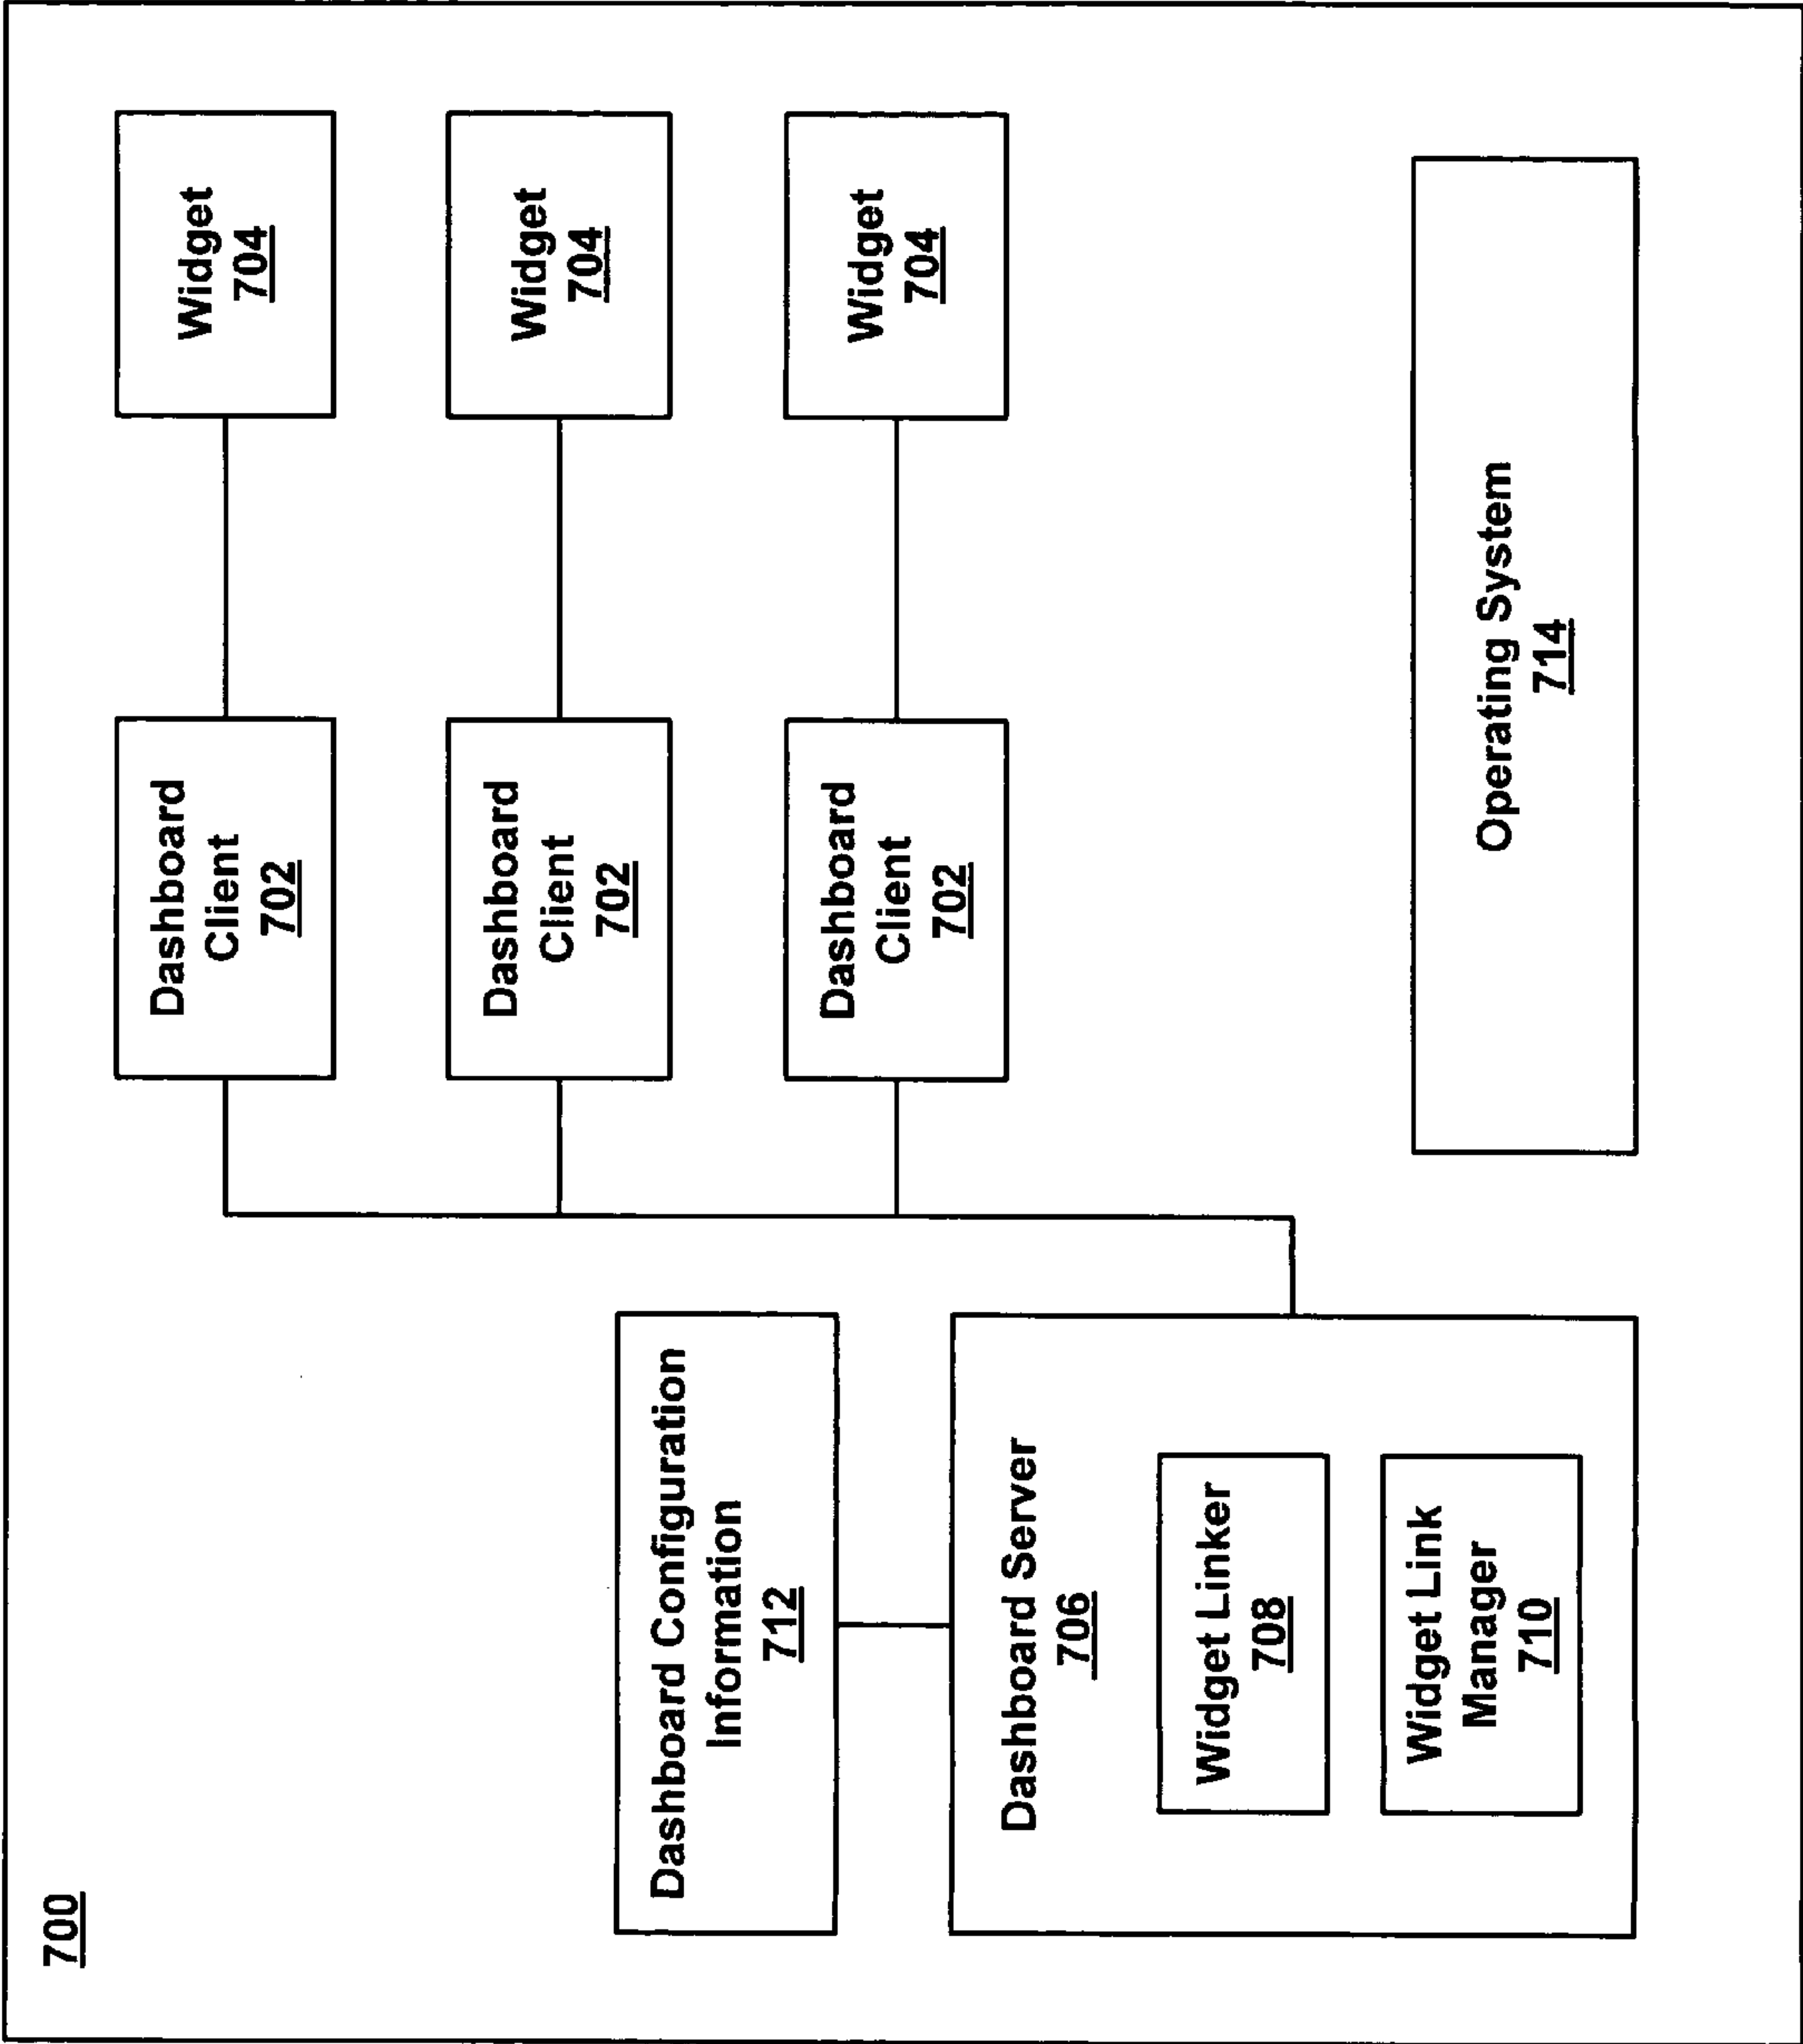 700
Dashboard Configuration
Information
712
Dashboard Server
706
Widget Linker
708
Widget Link
Manager
710
Dashboard
Client
702
Widget
704
Dashboard
Client
702
Widget
704
Dashboard
Client
702
Widget
704
Operating System
714